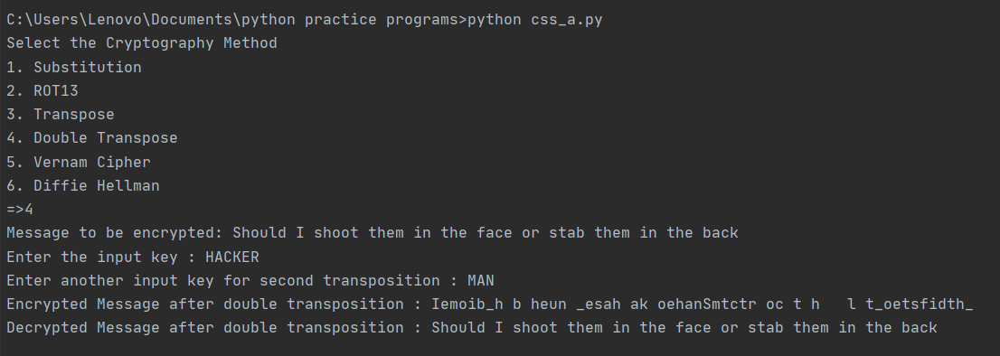 C:\Users\Lenovo\Documents\python practice programs>python css_a.py
Select the Cryptography Method
1. Substitution
2. ROT13
3. Transpose
4. Double Transpose
5. Vernam Cipher
6. Diffie Hellman
=>4
Message to be encrypted: Should I shoot them in the face or stab them in the back
Enter the input key : HACKER
Enter another input key for second transposition : MAN
Encrypted Message after double transposition : Iemoib_h b heun _esah ak oehanSmtctr oc t h   l t_oetsfidth_
Decrypted Message after double transposition : Should I shoot them in the face or stab them in the back